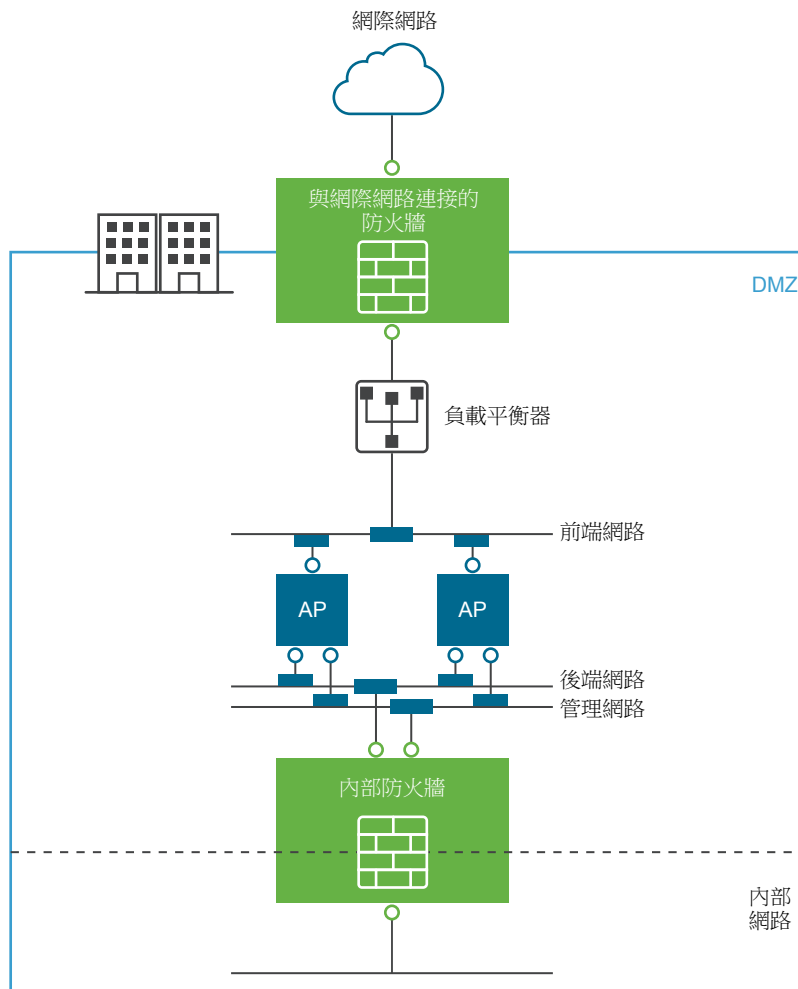 網際網路
與網際網路連接的
防火牆
DMZ
負載平衡器
前端網路
AP
AP
後端網路
管理網路
內部防火牆
內部
網路